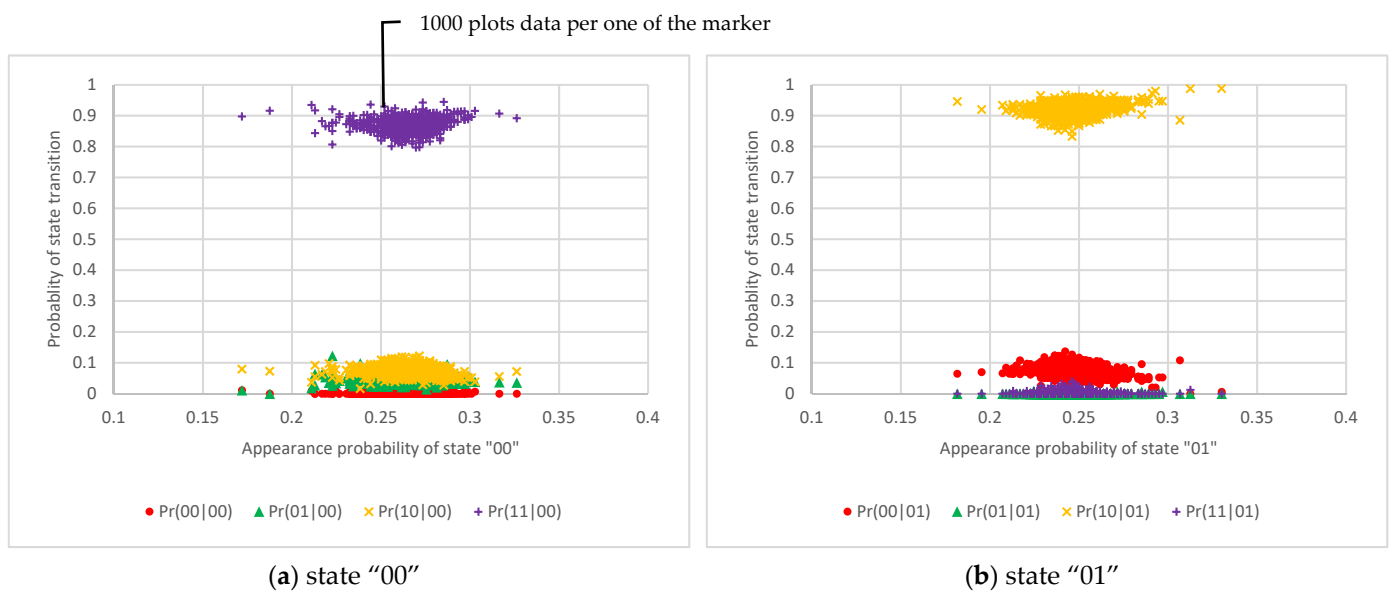 1000 plots data per one of the marker
1
0.9
0.8
0.7
0.6
0.5
0.4
0.3
0.2
0.1
0
Probablity of state transition
0.1 0.15 0.2 0.25 0.3 0.35 0.4
Appearance probability of state "00"
Pr(00|00) Pr(01|00) Pr(10|00) Pr(11|00)
(a) state “00”
1
0.9
0.8
0.7
0.6
0.5
0.4
0.3
0.2
0.1
0
Probability of state transition
0.1 0.15 0.2 0.25 0.3 0.35 0.4
Appearance probability of state "01"
Pr(00|01) Pr(01|01) Pr(10|01) Pr(11|01)
(b) state “01”